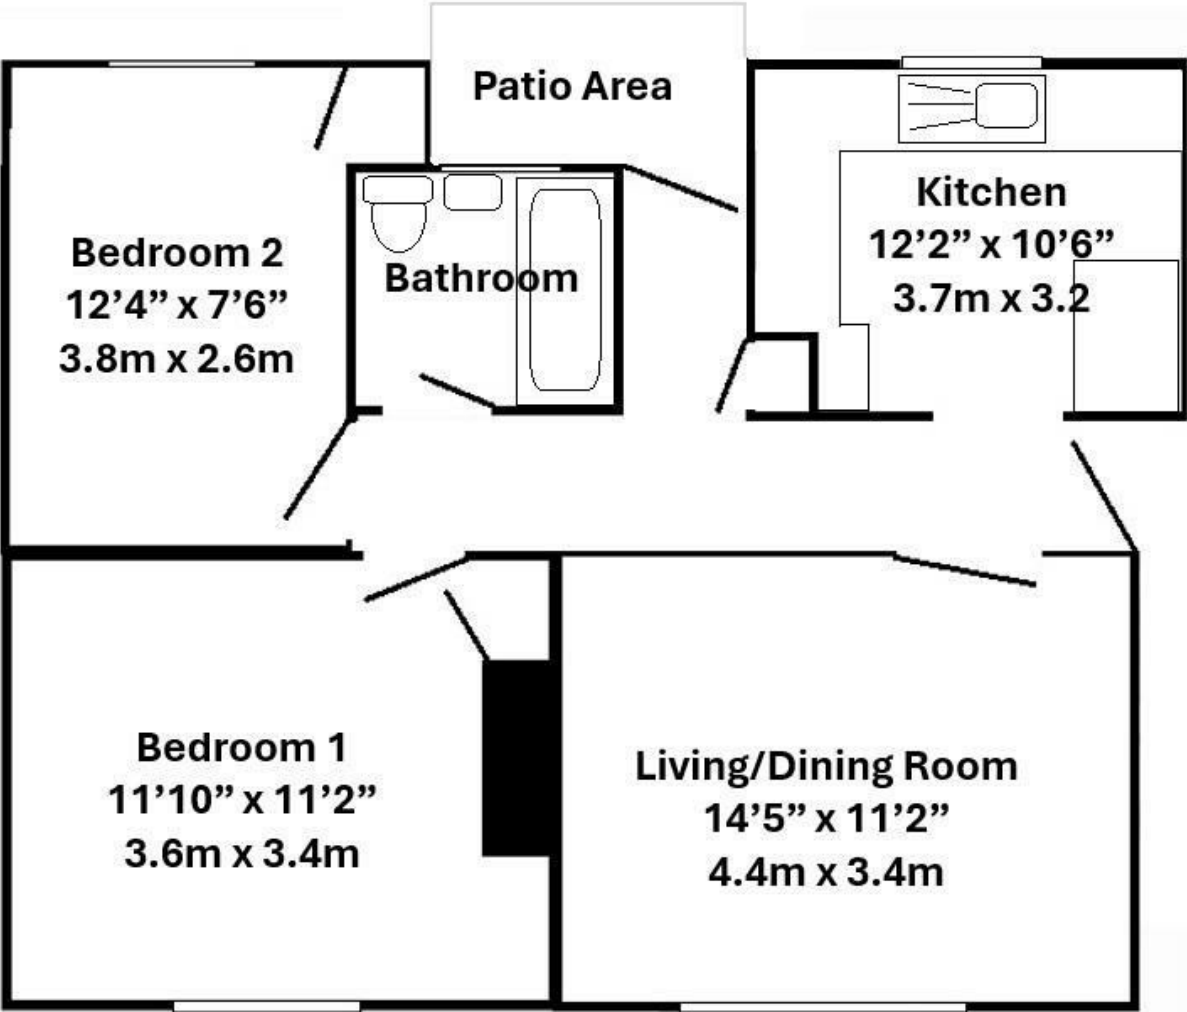 Patio Area
Kitchen
12’2” x 10’6”
3.7m x 3.2
Bedroom 2
12’4” x 7’6”
3.8m x 2.6m
Bathroom
Bedroom 1
11’10” x 11’2”
3.6m x 3.4m
Living/Dining Room
14’5” x 11’2”
4.4m x 3.4m